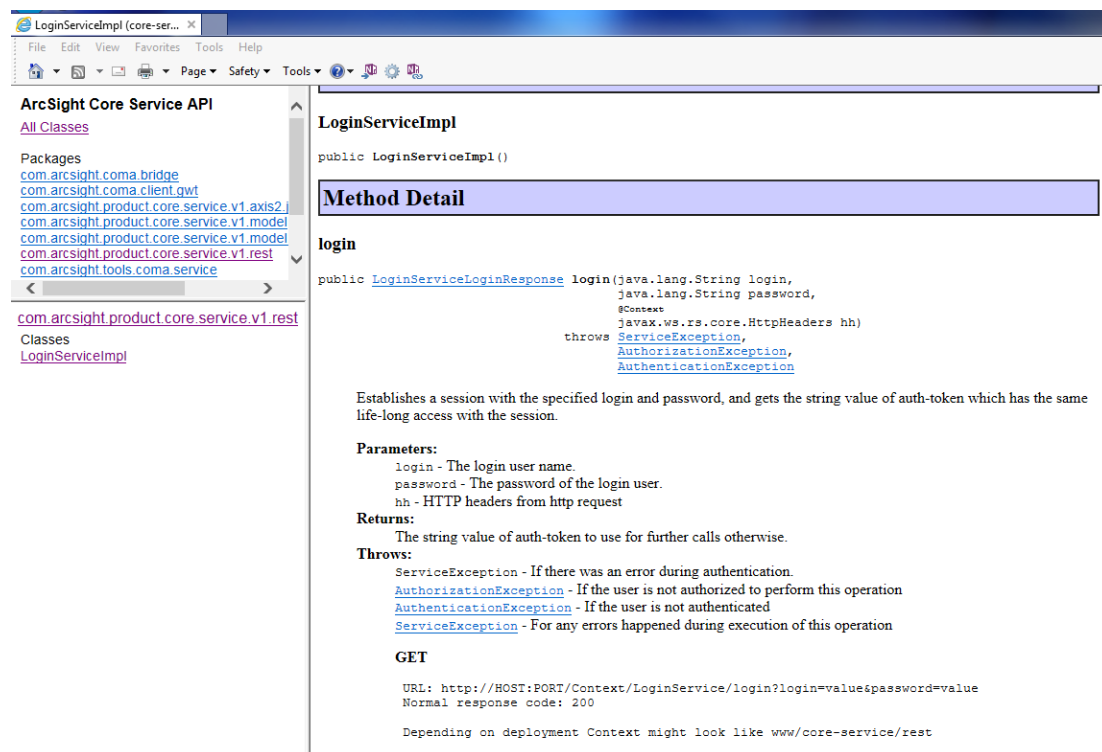 LoginServiceImpl (core-ser... ×
File Edit View Favorites Tools Help
Page Safety Tools
ArcSight Core Service API
All Classes
Packages
com.arcsight.coma.bridge
com.arcsight.coma.client.gwt
com.arcsight.product.core.service.v1.axis2.j
com.arcsight.product.core.service.v1.model
com.arcsight.product.core.service.v1.model
com.arcsight.product.core.service.v1.rest
com.arcsight.tools.coma.service
com.arcsight.product.core.service.v1.rest
Classes
LoginServiceImpl
LoginServiceImpl
public LoginServiceImpl()
Method Detail
login
public LoginServiceLoginResponse login(java.lang.String login,
java.lang.String password,
@Context
javax.ws.rs.core.HttpHeaders hh)
throws ServiceException,
AuthorizationException,
AuthenticationException
Establishes a session with the specified login and password, and gets the string value of auth-token which has the same
life-long access with the session.
Parameters:
login - The login user name.
password - The password of the login user.
hh - HTTP headers from http request
Returns:
The string value of auth-token to use for further calls otherwise.
Throws:
ServiceException - If there was an error during authentication.
AuthorizationException - If the user is not authorized to perform this operation
AuthenticationException - If the user is not authenticated
ServiceException - For any errors happened during execution of this operation
GET
URL: http://HOST:PORT/Context/LoginService/login?login=value&password=value
Normal response code: 200
Depending on deployment Context might look like www/core-service/rest